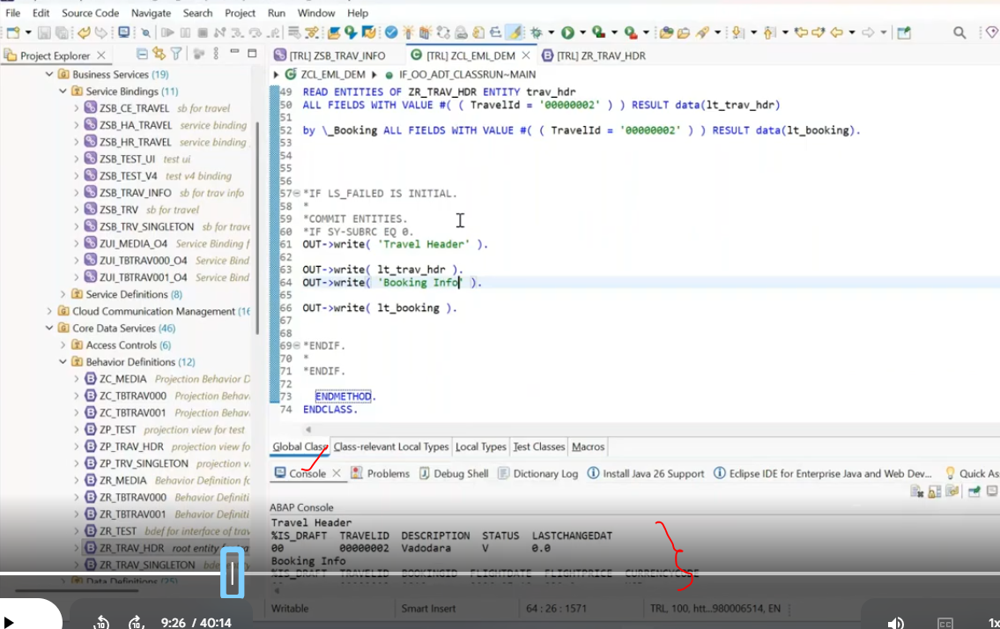 File Edit Source Code Navigate Search Project Run Window Help
Project Explorer
[TRL] ZSB_TRAV_INFO
[TRL] ZCL_EML_DEM
[TRL] ZR_TRAV_HDR
Business Services (19)
Service Bindings (11)
ZSB_CE_TRAVEL sb for travel
ZSB_HA_TRAVEL service binding
ZSB_HR_TRAVEL service binding
ZSB_TEST_UI test ui
ZSB_TEST_V4 test v4 binding
ZSB_TRAV_INFO sb for trav info
ZSB_TRV sb for travel
ZSB_TRV_SINGLETON sb for trave
ZUI_MEDIA_O4 Service Binding f
ZUI_TBTRAV000_O4 Service Bind
ZUI_TBTRAV001_O4 Service Bind
Service Definitions (8)
Cloud Communication Management (16
Core Data Services (46)
Access Controls (6)
Behavior Definitions (12)
ZC_MEDIA Projection Behavior D
ZC_TBTRAV000 Projection Behav
ZC_TBTRAV001 Projection Behav
ZP_TEST projection view for test
ZP_TRAV_HDR projection view fo
ZP_TRV_SINGLETON projection v
ZR_MEDIA Behavior Definition fo
ZR_TBTRAV000 Behavior Definiti
ZR_TBTRAV001 Behavior Definiti
ZR_TEST bdef for interface of trav
ZR_TRAV_HDR root entity
ZR_TRAV_SINGLETON
Data Definitions (25)
ZCL_EML_DEM IF_OO_ADT_CLASSRUN~MAIN
49 READ ENTITIES OF ZR_TRAV_HDR ENTITY trav_hdr
50 ALL FIELDS WITH VALUE #( ( TravelId = '00000002' ) ) RESULT data(lt_trav_hdr)
51
52 by \_Booking ALL FIELDS WITH VALUE #( ( TravelId = '00000002' ) ) RESULT data(lt_booking).
53
54
55
56
57 *IF LS_FAILED IS INITIAL.
58 *
59 *COMMIT ENTITIES.
60 *IF SY-SUBRC EQ 0.
61 OUT->write( 'Travel Header' ).
62
63 OUT->write( lt_trav_hdr ).
64 OUT->write( 'Booking Info' ).
65
66 OUT->write( lt_booking ).
67
68
69 *ENDIF.
70 *
71 *ENDIF.
72
73 ENDMETHOD.
74 ENDCLASS.
Global Class Class-relevant Local Types Local Types Test Classes Macros
Console Problems Debug Shell Dictionary Log Install Java 26 Support Eclipse IDE for Enterprise Java and Web Dev... Quick As
ABAP Console
Travel Header
%IS_DRAFT TRAVELID DESCRIPTION STATUS LASTCHANGEDAT
00 00000002 Vadodara V 0.0
Booking Info
%IS_DRAFT TRAVELID BOOKINGID FLIGHTDATE FLIGHTPRICE CURRENCYCODE
Writable Smart Insert 64 : 26 : 1571 TRL, 100, htt...980006514, EN
10 10 9:26 / 40:14 CC 1x